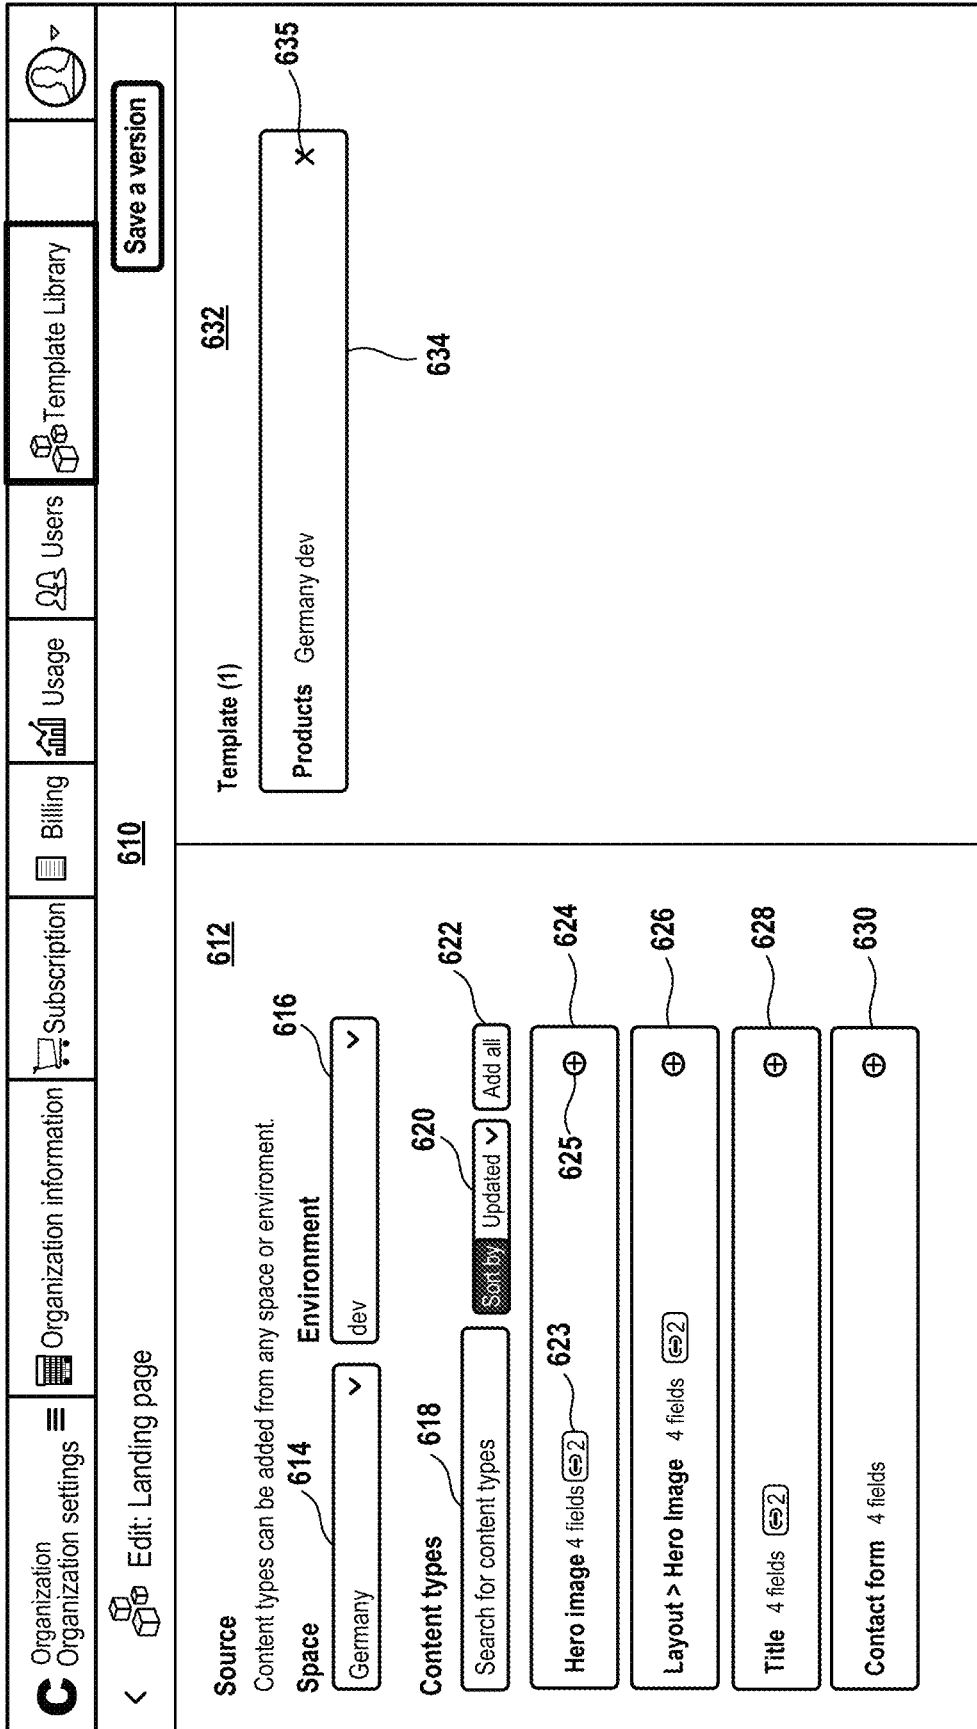 C Organization
Organization settings
Organization information
Subscription
Billing
Usage
Users
Template Library
< Edit: Landing page
610
Save a version
Source
612
Content types can be added from any space or enviroment.
Space
614
Environment
616
Germany
dev
Content types
618
620
622
Search for content types
Sort by
Updated
Add all
Hero image 4 fields 2
623
625
624
Layout > Hero Image 4 fields 2
626
Title 4 fields 2
628
Contact form 4 fields
630
Template (1)
632
Products Germany dev
X
635
634